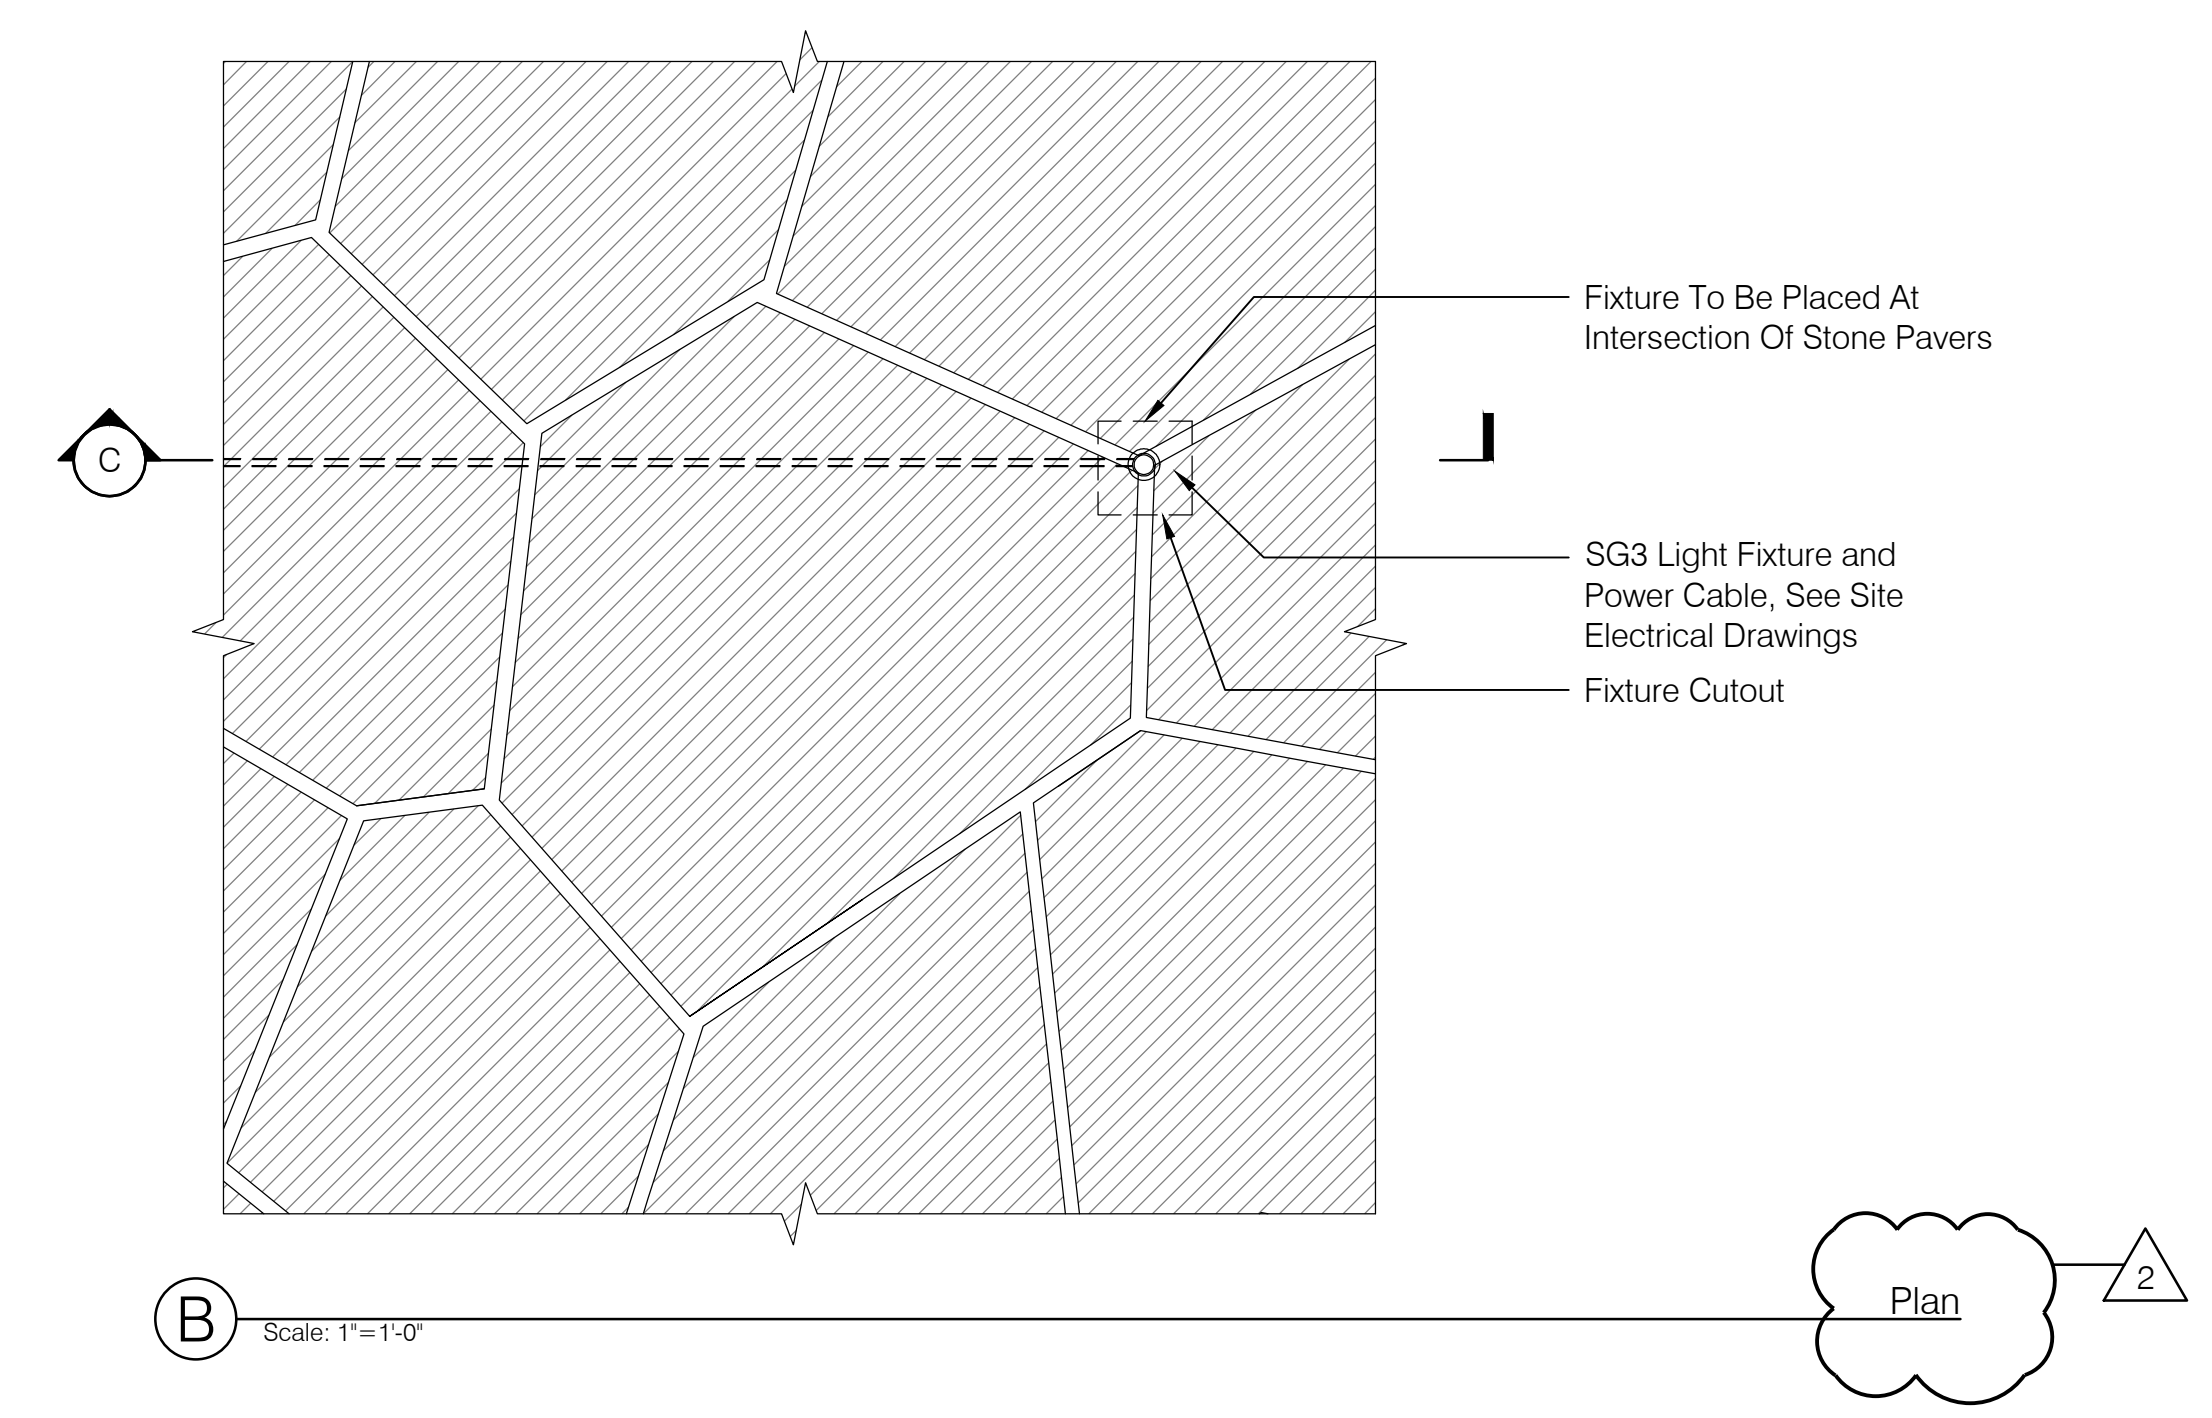 Fixture To Be Placed At
Intersection Of Stone Pavers
C
SG3 Light Fixture and
Power Cable, See Site
Electrical Drawings
Fixture Cutout
B
Scale: 1"=1'-0"
Plan
2